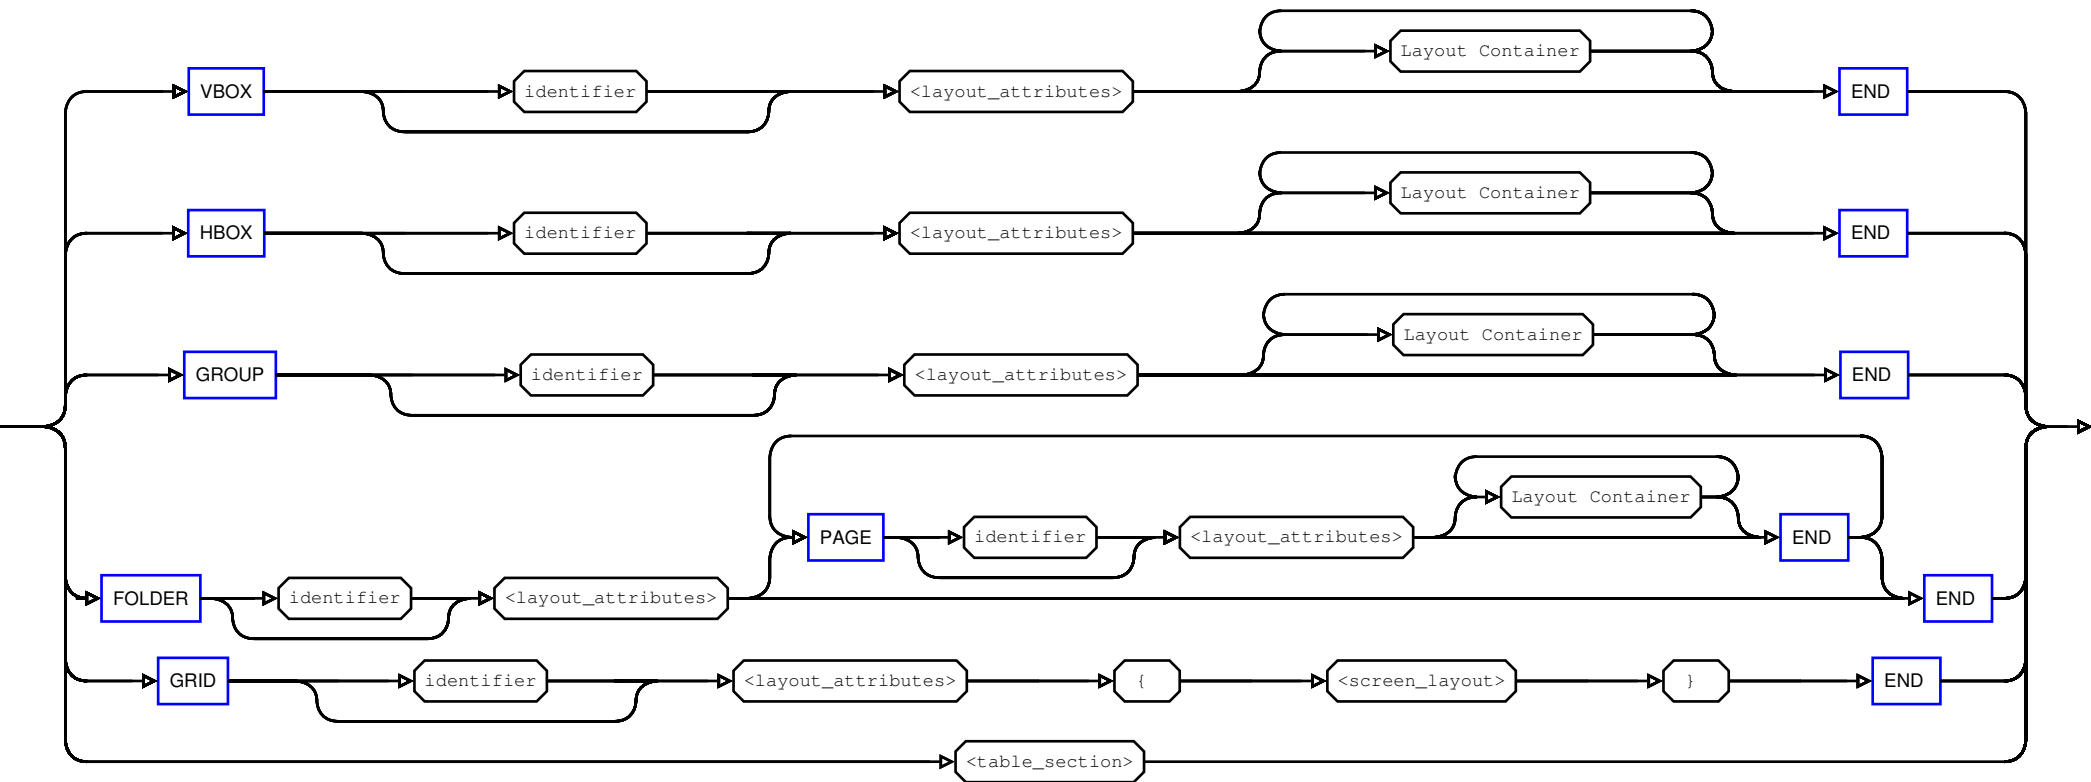 Layout Container
VBOX identifier <layout_attributes> END
Layout Container
HBOX identifier <layout_attributes> END
Layout Container
GROUP identifier <layout_attributes> END
Layout Container
PAGE identifier <layout_attributes> END
FOLDER identifier <layout_attributes> END
GRID identifier <layout_attributes> { <screen_layout> } END
<table_section>